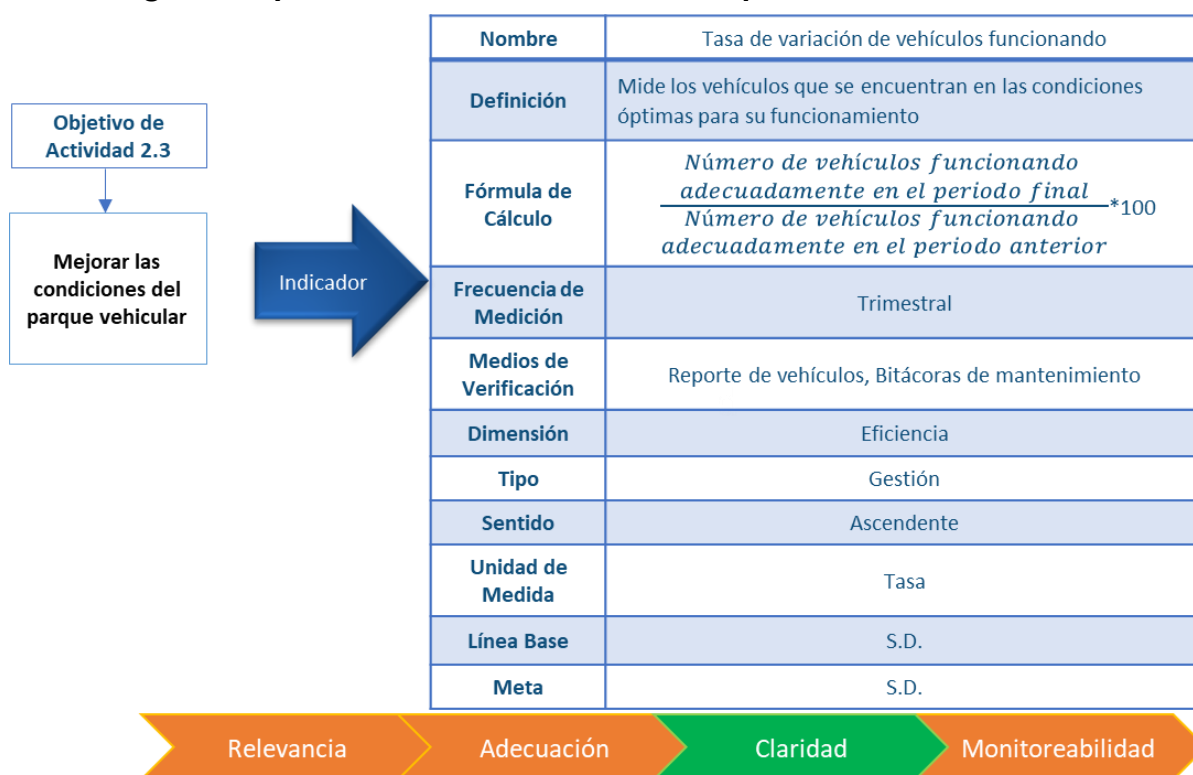 Objetivo de
Actividad 2.3
Mejorar las
condiciones del
parque vehicular
Indicador
Nombre
Tasa de variación de vehículos funcionando
Definición
Mide los vehículos que se encuentran en las condiciones
óptimas para su funcionamiento
Fórmula de
Cálculo
Número de vehículos funcionando
adecuadamente en el periodo final
Número de vehículos funcionando
adecuadamente en el periodo anterior
*100
Frecuencia de
Medición
Trimestral
Medios de
Verificación
Reporte de vehículos, Bitácoras de mantenimiento
Dimensión
Eficiencia
Tipo
Gestión
Sentido
Ascendente
Unidad de
Medida
Tasa
Línea Base
S.D.
Meta
S.D.
Relevancia
Adecuación
Claridad
Monitoreabilidad